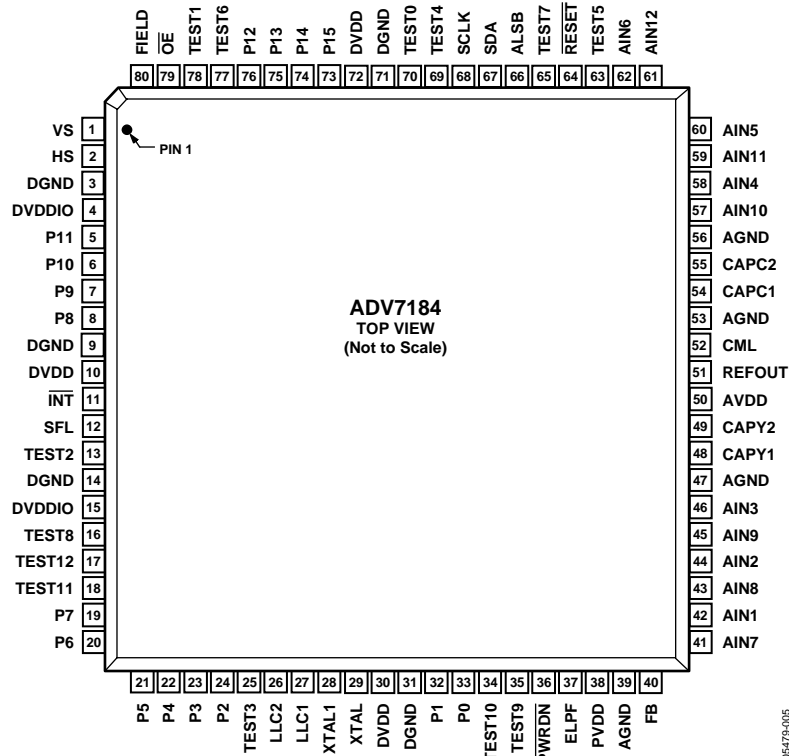 FIELD
OE
TEST1
TEST6
P12
P13
P14
P15
DVDD
DGND
TEST0
TEST4
SCLK
SDA
ALSB
TEST7
RESET
TEST5
AIN6
AIN12
80 79 78 77 76 75 74 73 72 71 70 69 68 67 66 65 64 63 62 61
VS 1
HS 2
DGND 3
DVDDIO 4
P11 5
P10 6
P9 7
P8 8
DGND 9
DVDD 10
INT 11
SFL 12
TEST2 13
DGND 14
DVDDIO 15
TEST8 16
TEST12 17
TEST11 18
P7 19
P6 20
PIN 1
ADV7184
TOP VIEW
(Not to Scale)
60 AIN5
59 AIN11
58 AIN4
57 AIN10
56 AGND
55 CAPC2
54 CAPC1
53 AGND
52 CML
51 REFOUT
50 AVDD
49 CAPY2
48 CAPY1
47 AGND
46 AIN3
45 AIN9
44 AIN2
43 AIN8
42 AIN1
41 AIN7
21 22 23 24 25 26 27 28 29 30 31 32 33 34 35 36 37 38 39 40
P5
P4
P3
P2
TEST3
LLC2
LLC1
XTAL1
XTAL
DVDD
DGND
P1
P0
TEST10
TEST9
PWRDN
ELPF
PVDD
AGND
FB
05479-005